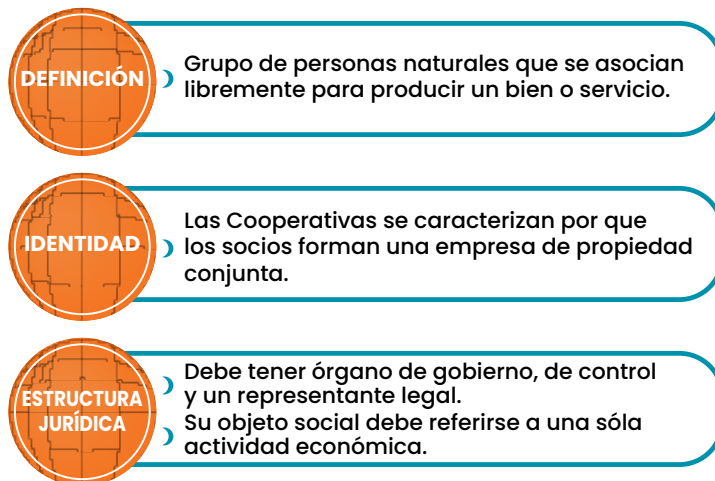 DEFINICIÓN
Grupo de personas naturales que se asocian
libremente para producir un bien o servicio.
IDENTIDAD
Las Cooperativas se caracterizan por que
los socios forman una empresa de propiedad
conjunta.
ESTRUCTURA
JURÍDICA
Debe tener órgano de gobierno, de control
y un representante legal.
Su objeto social debe referirse a una sóla
actividad económica.